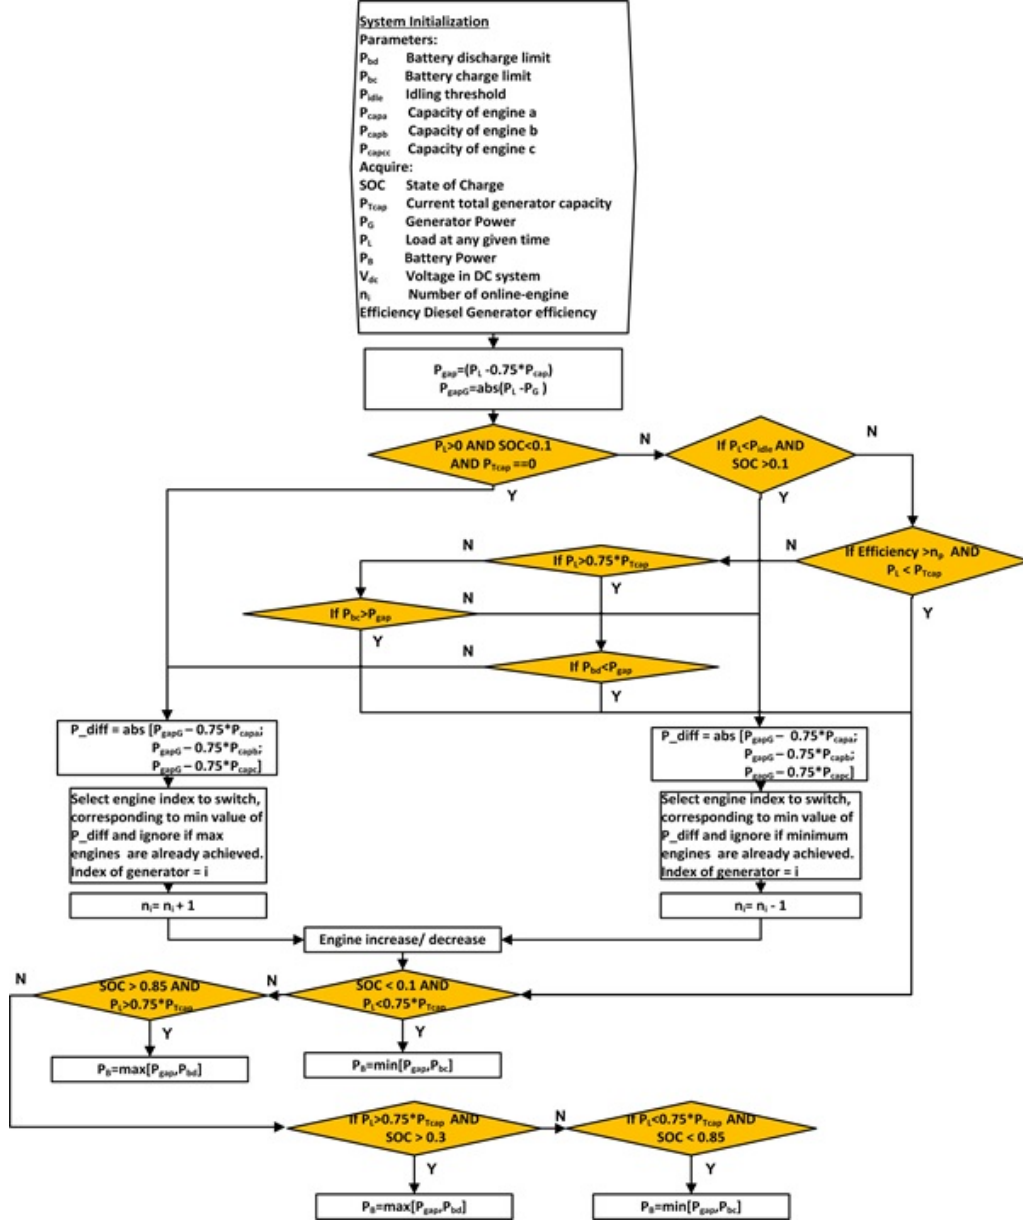 System Initialization
Parameters:
Pbd Battery discharge limit
Pbc Battery charge limit
Pidle Idling threshold
Pcapa Capacity of engine a
Pcapb Capacity of engine b
Pcapcc Capacity of engine c
Acquire:
SOC State of Charge
PTcap Current total generator capacity
PG Generator Power
PL Load at any given time
PB Battery Power
Vdc Voltage in DC system
ni Number of online-engine
Efficiency Diesel Generator efficiency
Pgap=(PL -0.75*Pcap)
PgapG=abs(PL -PG )
PL>0 AND SOC<0.1
AND PTcap ==0
N
Y
If PL<Pidle AND
SOC >0.1
N
Y
If Efficiency >np AND
PL < PTcap
N
Y
If PL>0.75*PTcap
N
Y
If Pbc>Pgap
N
Y
If Pbd<Pgap
N
Y
P_diff = abs [PgapG – 0.75*Pcapa;
PgapG – 0.75*Pcapb;
PgapG – 0.75*Pcapc]
Select engine index to switch,
corresponding to min value of
P_diff and ignore if max
engines are already achieved.
Index of generator = i
ni= ni + 1
P_diff = abs [PgapG – 0.75*Pcapa;
PgapG – 0.75*Pcapb;
PgapG – 0.75*Pcapc]
Select engine index to switch,
corresponding to min value of
P_diff and ignore if minimum
engines are already achieved.
Index of generator = i
ni= ni - 1
Engine increase/ decrease
SOC < 0.1 AND
PL<0.75*PTcap
N
Y
PB=min[Pgap,Pbc]
SOC > 0.85 AND
PL>0.75*PTcap
N
Y
PB=max[Pgap,Pbd]
If PL>0.75*PTcap AND
SOC > 0.3
N
Y
PB=max[Pgap,Pbd]
If PL<0.75*PTcap AND
SOC < 0.85
Y
PB=min[Pgap,Pbc]